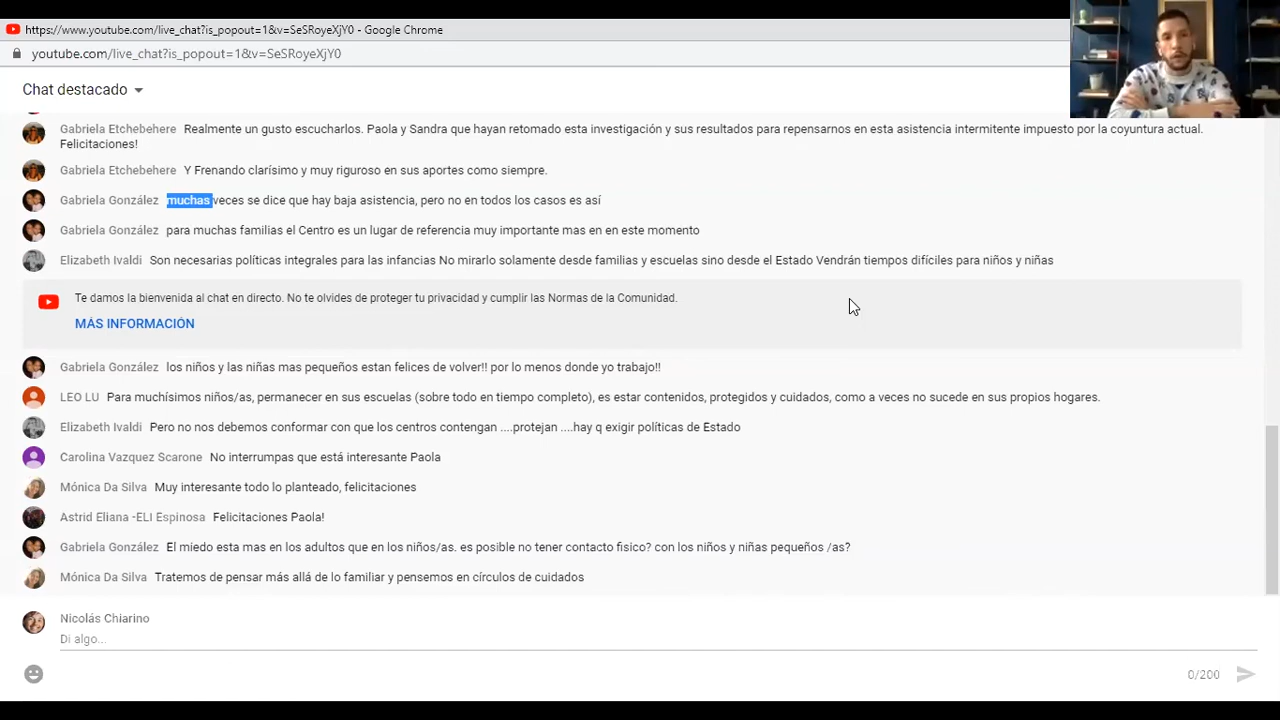 https://www.youtube.com/live_chat?is_popout=1&v=SeSRoyeXjY0 - Google Chrome
youtube.com/live_chat?is_popout=1&v=SeSRoyeXjY0
Chat destacado
Gabriela Etchebehere Realmente un gusto escucharlos. Paola y Sandra que hayan retomado esta investigación y sus resultados para repensarnos en esta asistencia intermitente impuesto por la coyuntura actual.
Felicitaciones!
Gabriela Etchebehere Y Frenando clarísimo y muy riguroso en sus aportes como siempre.
Gabriela González muchas veces se dice que hay baja asistencia, pero no en todos los casos es así
Gabriela González para muchas familias el Centro es un lugar de referencia muy importante mas en en este momento
Elizabeth Ivaldi Son necesarias políticas integrales para las infancias No mirarlo solamente desde familias y escuelas sino desde el Estado Vendrán tiempos difíciles para niños y niñas
Te damos la bienvenida al chat en directo. No te olvides de proteger tu privacidad y cumplir las Normas de la Comunidad.
MÁS INFORMACIÓN
Gabriela González los niños y las niñas mas pequeños estan felices de volver!! por lo menos donde yo trabajo!!
LEO LU Para muchísimos niños/as, permanecer en sus escuelas (sobre todo en tiempo completo), es estar contenidos, protegidos y cuidados, como a veces no sucede en sus propios hogares.
Elizabeth Ivaldi Pero no nos debemos conformar con que los centros contengan ....protejan ....hay q exigir políticas de Estado
Carolina Vazquez Scarone No interrumpas que está interesante Paola
Mónica Da Silva Muy interesante todo lo planteado, felicitaciones
Astrid Eliana -ELI Espinosa Felicitaciones Paola!
Gabriela González El miedo esta mas en los adultos que en los niños/as. es posible no tener contacto fisico? con los niños y niñas pequeños /as?
Mónica Da Silva Tratemos de pensar más allá de lo familiar y pensemos en círculos de cuidados
Nicolás Chiarino
Di algo...
0/200